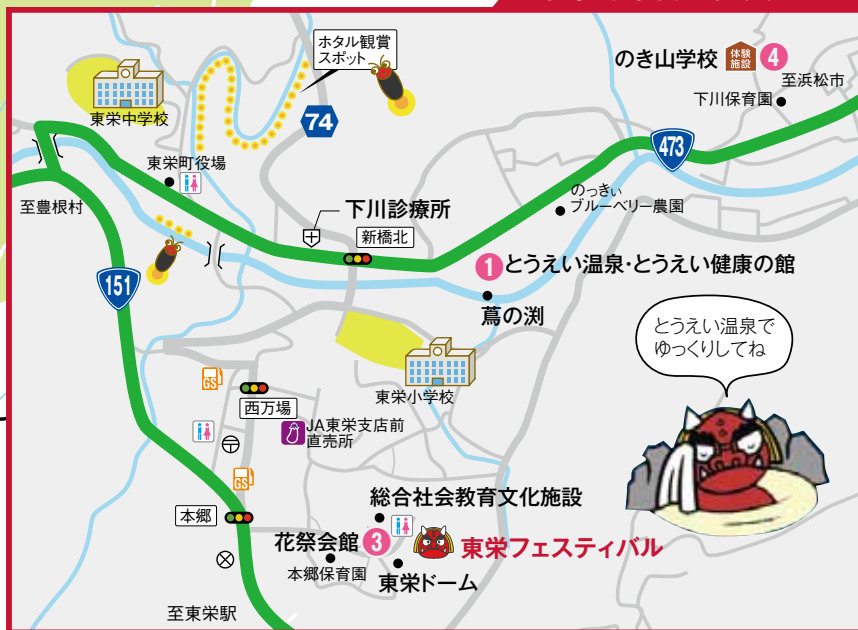 ホタル観賞
スポット
のき山学校
体験
施設
4
至浜松市
下川保育園
東栄中学校
74
473
東栄町役場
のっきぃ
ブルーベリー農園
至豊根村
下川診療所
新橋北
1
とうえい温泉・とうえい健康の館
151
蔦の渕
とうえい温泉で
ゆっくりしてね
東栄小学校
GS
西万場
JA東栄支店前
直売所
GS
本郷
総合社会教育文化施設
花祭会館
3
東栄フェスティバル
本郷保育園
東栄ドーム
至東栄駅